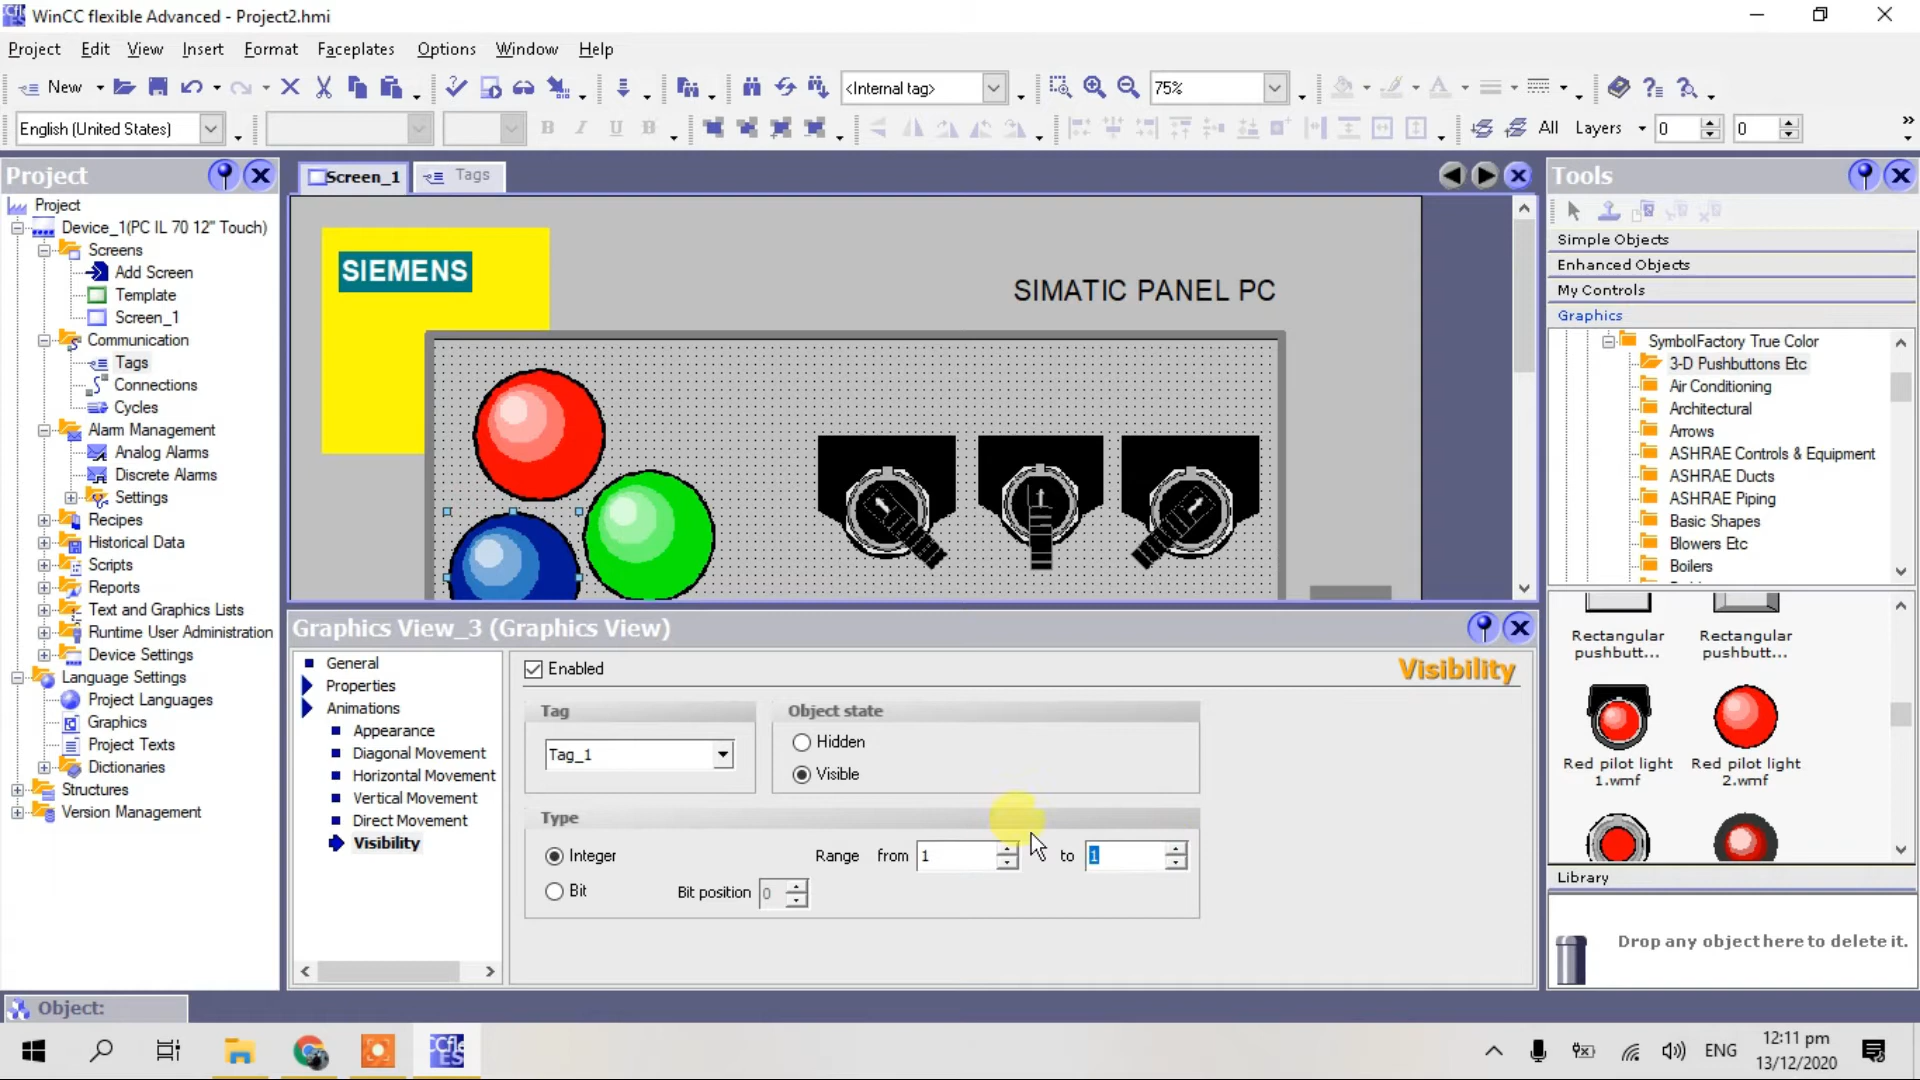 WinCC flexible Advanced - Project2.hmi
Project Edit View Insert Format Faceplates Options Window Help
New <Internal tag> 75%
English (United States) B I U B All Layers 0 0
Project
Project
Device_1(PC IL 70 12" Touch)
Screens
Add Screen
Template
Screen_1
Communication
Tags
Connections
Cycles
Alarm Management
Analog Alarms
Discrete Alarms
Settings
Recipes
Historical Data
Scripts
Reports
Text and Graphics Lists
Runtime User Administration
Device Settings
Language Settings
Project Languages
Graphics
Project Texts
Dictionaries
Structures
Version Management
Object:
Screen_1 Tags
SIEMENS
SIMATIC PANEL PC
Graphics View_3 (Graphics View)
General
Properties
Animations
Appearance
Diagonal Movement
Horizontal Movement
Vertical Movement
Direct Movement
Visibility
Enabled
Visibility
Tag
Tag_1
Object state
Hidden
Visible
Type
Integer Range from 1 to 1
Bit Bit position 0
Tools
Simple Objects
Enhanced Objects
My Controls
Graphics
SymbolFactory True Color
3-D Pushbuttons Etc
Air Conditioning
Architectural
Arrows
ASHRAE Controls & Equipment
ASHRAE Ducts
ASHRAE Piping
Basic Shapes
Blowers Etc
Boilers
Rectangular pushbutt...
Rectangular pushbutt...
Red pilot light 1.wmf
Red pilot light 2.wmf
Library
Drop any object here to delete it.
ENG
12:11 pm
13/12/2020